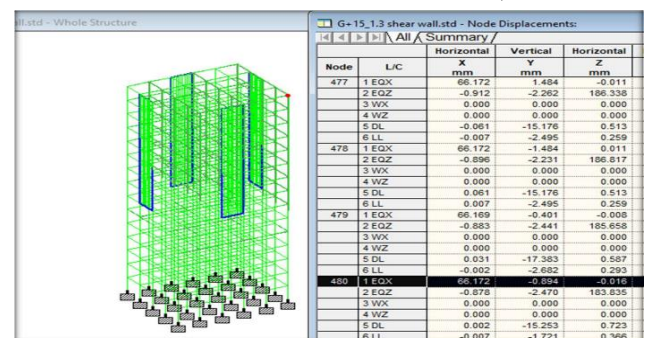 all.std - Whole Structure
G+15_1.3 shear wall.std - Node Displacements:
All Summary
Horizontal Vertical Horizontal
Node L/C X mm Y mm Z mm
477 1 EQX 66.172 1.484 -0.011
2 EQZ -0.912 -2.262 186.338
3 WX 0.000 0.000 0.000
4 WZ 0.000 0.000 0.000
5 DL -0.061 -15.176 0.513
6 LL -0.007 -2.495 0.259
478 1 EQX 66.172 -1.484 0.011
2 EQZ -0.896 -2.231 186.817
3 WX 0.000 0.000 0.000
4 WZ 0.000 0.000 0.000
5 DL -0.061 -15.176 0.513
6 LL 0.007 -2.495 0.259
479 1 EQX 66.169 -0.401 -0.008
2 EQZ -0.883 -2.441 185.658
3 WX 0.000 0.000 0.000
4 WZ 0.000 0.000 0.000
5 DL 0.031 -17.383 0.587
6 LL -0.002 -2.682 0.293
480 1 EQX 66.172 -0.894 -0.016
2 EQZ -0.878 -2.470 183.835
3 WX 0.000 0.000 0.000
4 WZ 0.000 0.000 0.000
5 DL 0.002 -15.253 0.723
6 LL -0.007 -1.721 0.366